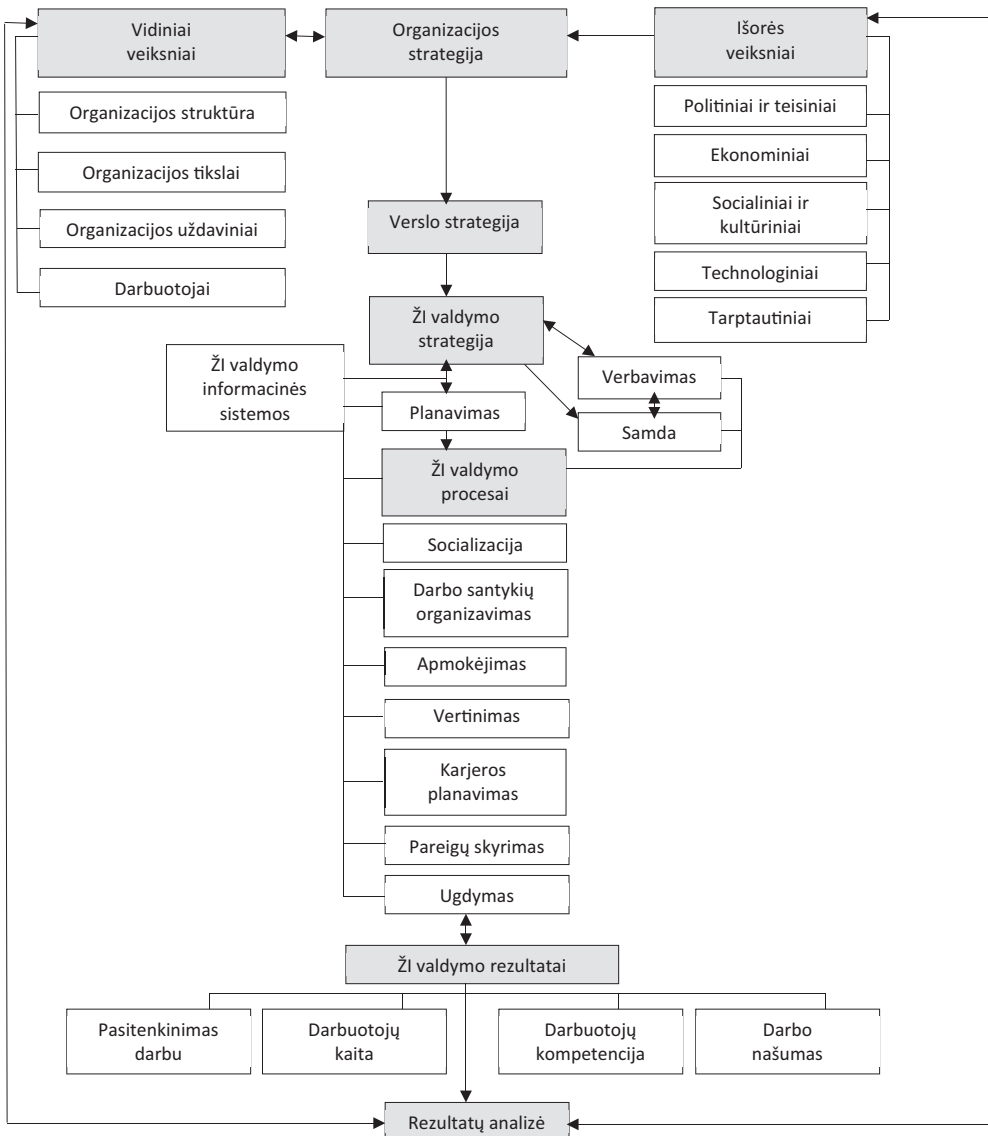 Vidiniai
veiksniai
Organizacijos
strategija
Išorės
veiksniai
Organizacijos struktūra
Organizacijos tikslai
Organizacijos uždaviniai
Darbuotojai
Politiniai ir teisiniai
Ekonominiai
Socialiniai ir
kultūriniai
Technologiniai
Tarptautiniai
Verslo strategija
ŽI valdymo
strategija
ŽI valdymo
informacinės
sistemos
Verbavimas
Planavimas
Samda
ŽI valdymo
procesai
Socializacija
Darbo santykių
organizavimas
Apmokėjimas
Vertinimas
Karjeros
planavimas
Pareigų skyrimas
Ugdymas
ŽI valdymo rezultatai
Pasitenkinimas
darbu
Darbuotojų
kaita
Darbuotojų
kompetencija
Darbo
našumas
Rezultatų analizė